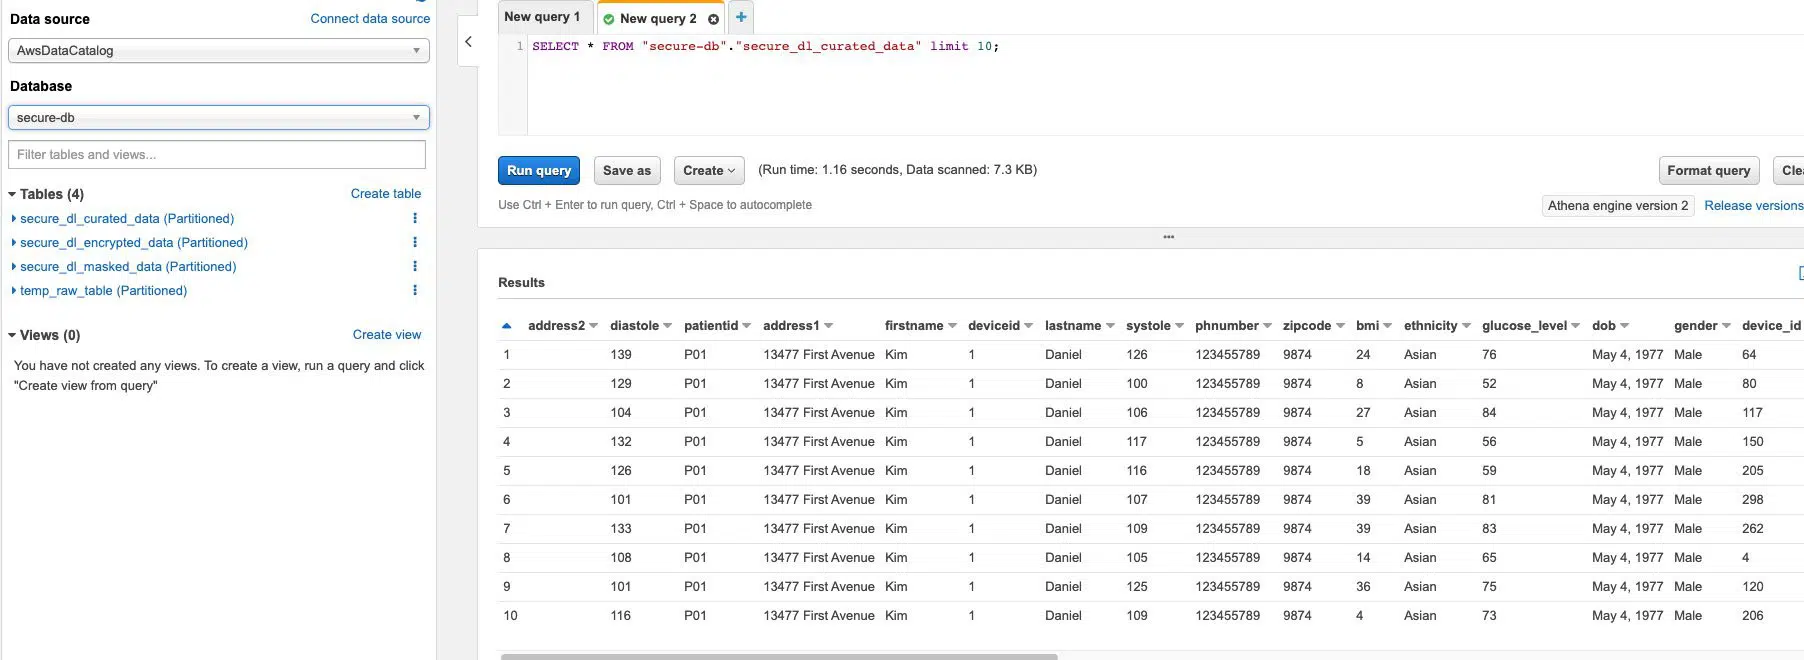 Data source
Connect data source
AwsDataCatalog
Database
secure-db
Filter tables and views...
Tables (4)
Create table
secure_dl_curated_data (Partitioned)
secure_dl_encrypted_data (Partitioned)
secure_dl_masked_data (Partitioned)
temp_raw_table (Partitioned)
Views (0)
Create view
You have not created any views. To create a view, run a query and click
"Create view from query"
New query 1
New query 2
1 SELECT * FROM "secure-db"."secure_dl_curated_data" limit 10;
Run query
Save as
Create
(Run time: 1.16 seconds, Data scanned: 7.3 KB)
Format query
Use Ctrl + Enter to run query, Ctrl + Space to autocomplete
Athena engine version 2
Release versions
Results
address2 diastole patientid address1 firstname deviceid lastname systole phnumber zipcode bmi ethnicity glucose_level dob gender device_id
1 139 P01 13477 First Avenue Kim 1 Daniel 126 123455789 9874 24 Asian 76 May 4, 1977 Male 64
2 129 P01 13477 First Avenue Kim 1 Daniel 100 123455789 9874 8 Asian 52 May 4, 1977 Male 80
3 104 P01 13477 First Avenue Kim 1 Daniel 106 123455789 9874 27 Asian 84 May 4, 1977 Male 117
4 132 P01 13477 First Avenue Kim 1 Daniel 117 123455789 9874 5 Asian 56 May 4, 1977 Male 150
5 126 P01 13477 First Avenue Kim 1 Daniel 116 123455789 9874 18 Asian 59 May 4, 1977 Male 205
6 101 P01 13477 First Avenue Kim 1 Daniel 107 123455789 9874 39 Asian 81 May 4, 1977 Male 298
7 133 P01 13477 First Avenue Kim 1 Daniel 109 123455789 9874 39 Asian 83 May 4, 1977 Male 262
8 108 P01 13477 First Avenue Kim 1 Daniel 105 123455789 9874 14 Asian 65 May 4, 1977 Male 4
9 101 P01 13477 First Avenue Kim 1 Daniel 125 123455789 9874 36 Asian 75 May 4, 1977 Male 120
10 116 P01 13477 First Avenue Kim 1 Daniel 109 123455789 9874 4 Asian 73 May 4, 1977 Male 206